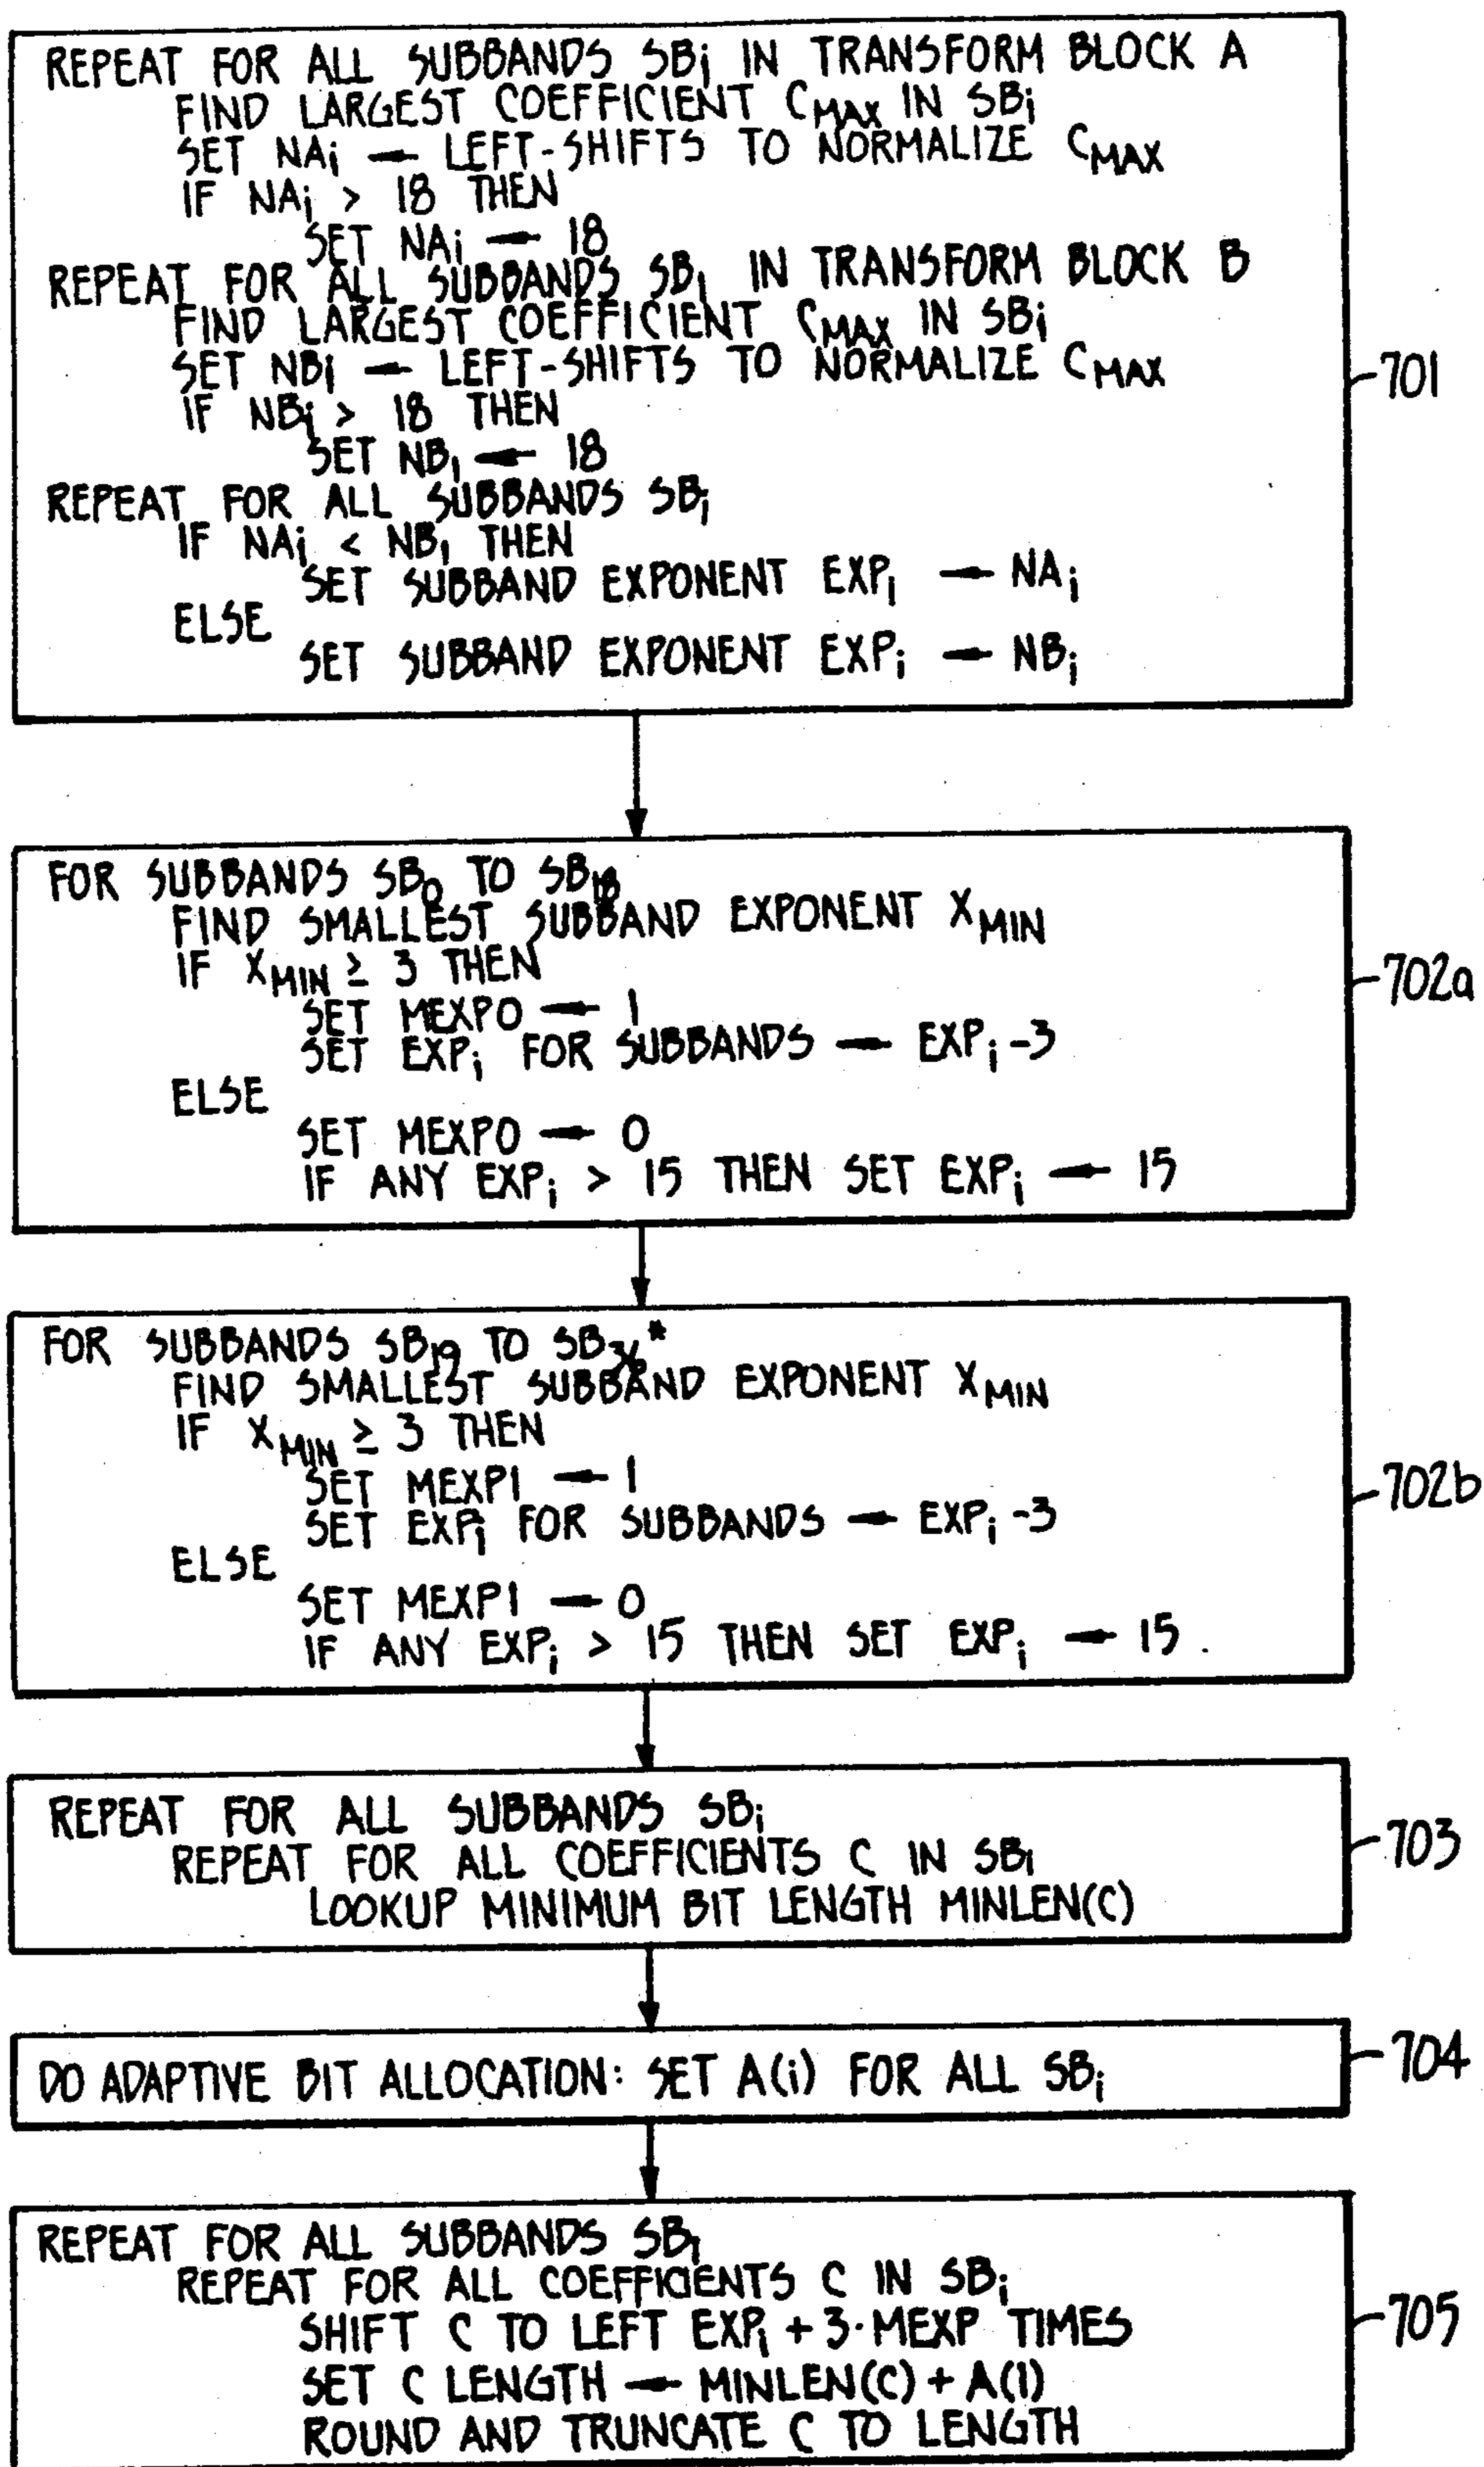 REPEAT FOR ALL SUBBANDS SBi IN TRANSFORM BLOCK A
FIND LARGEST COEFFICIENT CMAX IN SBi
SET NAi ← LEFT-SHIFTS TO NORMALIZE CMAX
IF NAi > 18 THEN
SET NAi ← 18
REPEAT FOR ALL SUBBANDS SBi IN TRANSFORM BLOCK B
FIND LARGEST COEFFICIENT CMAX IN SBi
SET NBi ← LEFT-SHIFTS TO NORMALIZE CMAX
IF NBi > 18 THEN
SET NBi ← 18
REPEAT FOR ALL SUBBANDS SBi
IF NAi < NBi THEN
SET SUBBAND EXPONENT EXPi ← NAi
ELSE
SET SUBBAND EXPONENT EXPi ← NBi
701
FOR SUBBANDS SB0 TO SB18
FIND SMALLEST SUBBAND EXPONENT XMIN
IF XMIN ≥ 3 THEN
SET MEXP0 ← 1
SET EXPi FOR SUBBANDS ← EXPi -3
ELSE
SET MEXP0 ← 0
IF ANY EXPi > 15 THEN SET EXPi ← 15
702a
FOR SUBBANDS SB19 TO SB36*
FIND SMALLEST SUBBAND EXPONENT XMIN
IF XMIN ≥ 3 THEN
SET MEXP1 ← 1
SET EXPi FOR SUBBANDS ← EXPi -3
ELSE
SET MEXP1 ← 0
IF ANY EXPi > 15 THEN SET EXPi ← 15.
702b
REPEAT FOR ALL SUBBANDS SBi
REPEAT FOR ALL COEFFICIENTS C IN SBi
LOOKUP MINIMUM BIT LENGTH MINLEN(C)
703
DO ADAPTIVE BIT ALLOCATION: SET A(i) FOR ALL SBi
704
REPEAT FOR ALL SUBBANDS SBi
REPEAT FOR ALL COEFFICIENTS C IN SBi
SHIFT C TO LEFT EXPi + 3·MEXP TIMES
SET C LENGTH ← MINLEN(C) + A(I)
ROUND AND TRUNCATE C TO LENGTH
705